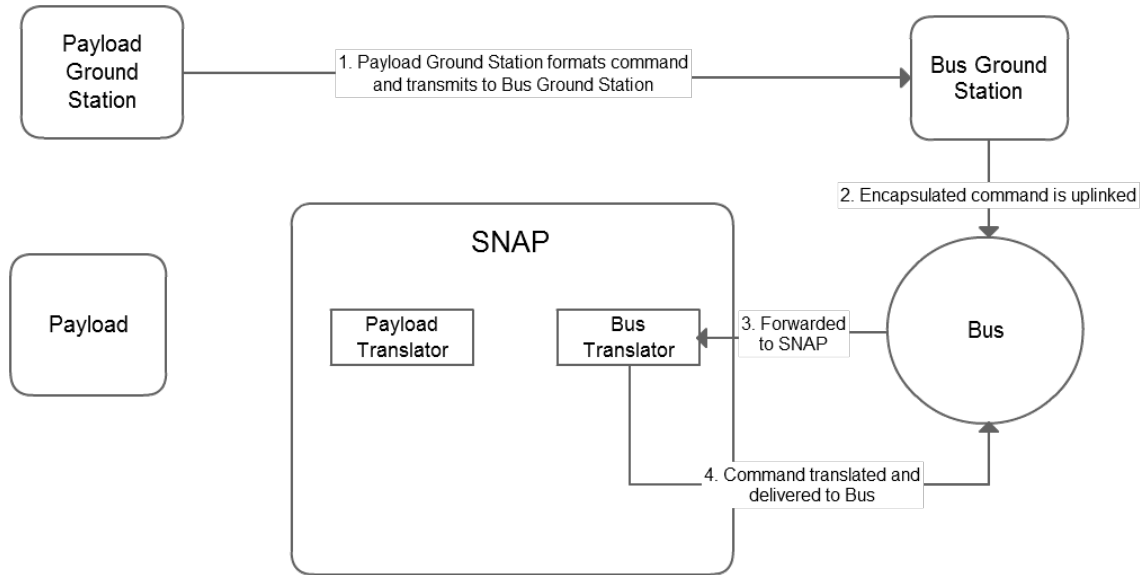 Payload
Ground
Station
1. Payload Ground Station formats command
and transmits to Bus Ground Station
Bus Ground
Station
2. Encapsulated command is uplinked
SNAP
Payload
Payload
Translator
Bus
Translator
3. Forwarded
to SNAP
Bus
4. Command translated and
delivered to Bus